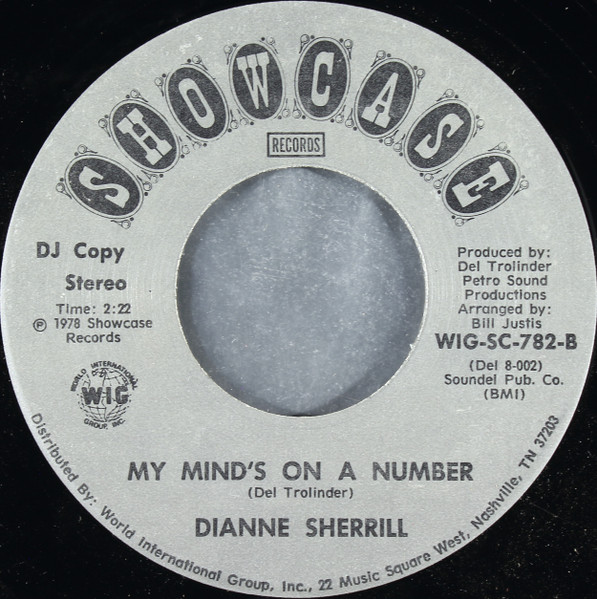 SHOWCASE
RECORDS
DJ Copy
Stereo
Time: 2:22
℗ 1978 Showcase
Records
WORLD INTERNATIONAL
WIG
GROUP, INC.
Produced by:
Del Trolinder
Petro Sound
Productions
Arranged by:
Bill Justis
WIG-SC-782-B
(Del 8-002)
Soundel Pub. Co.
(BMI)
MY MIND'S ON A NUMBER
(Del Trolinder)
DIANNE SHERRILL
Distributed By: World International Group, Inc., 22 Music Square West, Nashville, TN 37203